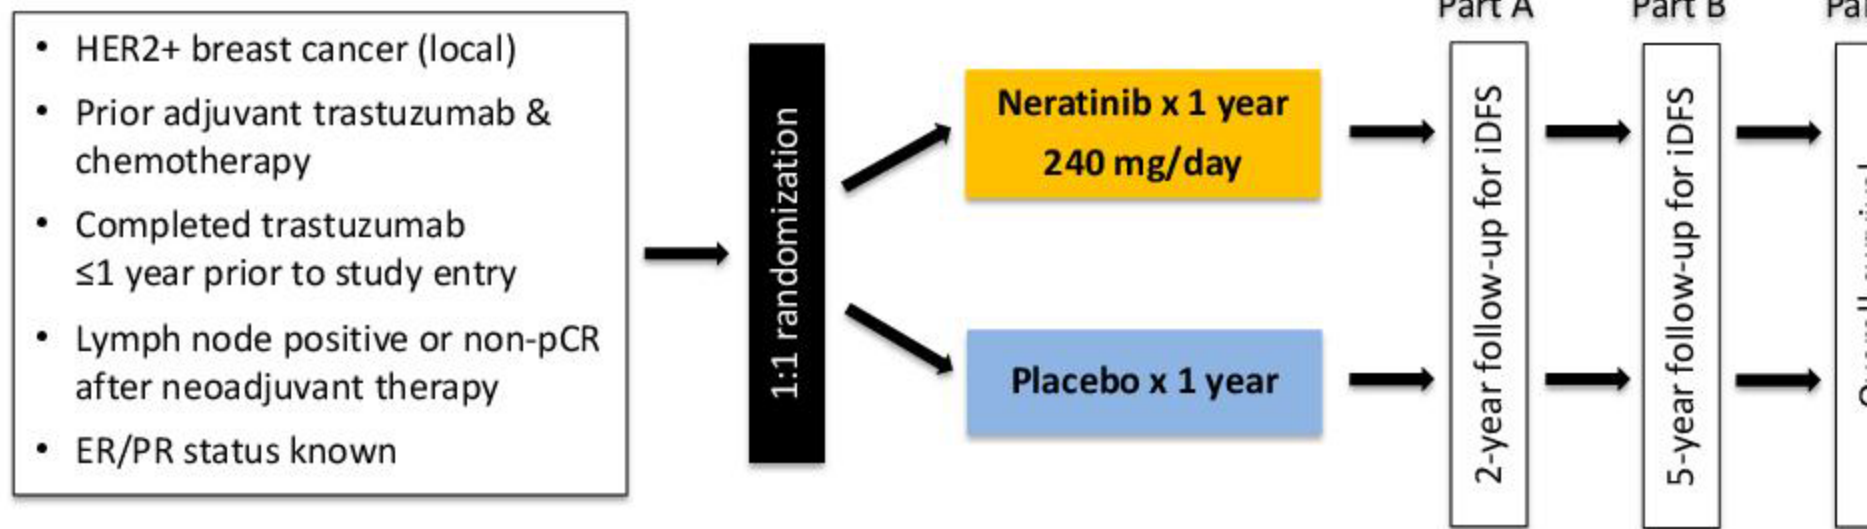 HER2+ breast cancer (local)
Prior adjuvant trastuzumab &
chemotherapy
Completed trastuzumab
≤1 year prior to study entry
Lymph node positive or non-pCR
after neoadjuvant therapy
ER/PR status known
1:1 randomization
Neratinib x 1 year
240 mg/day
Placebo x 1 year
Part A
2-year follow-up for iDFS
Part B
5-year follow-up for iDFS